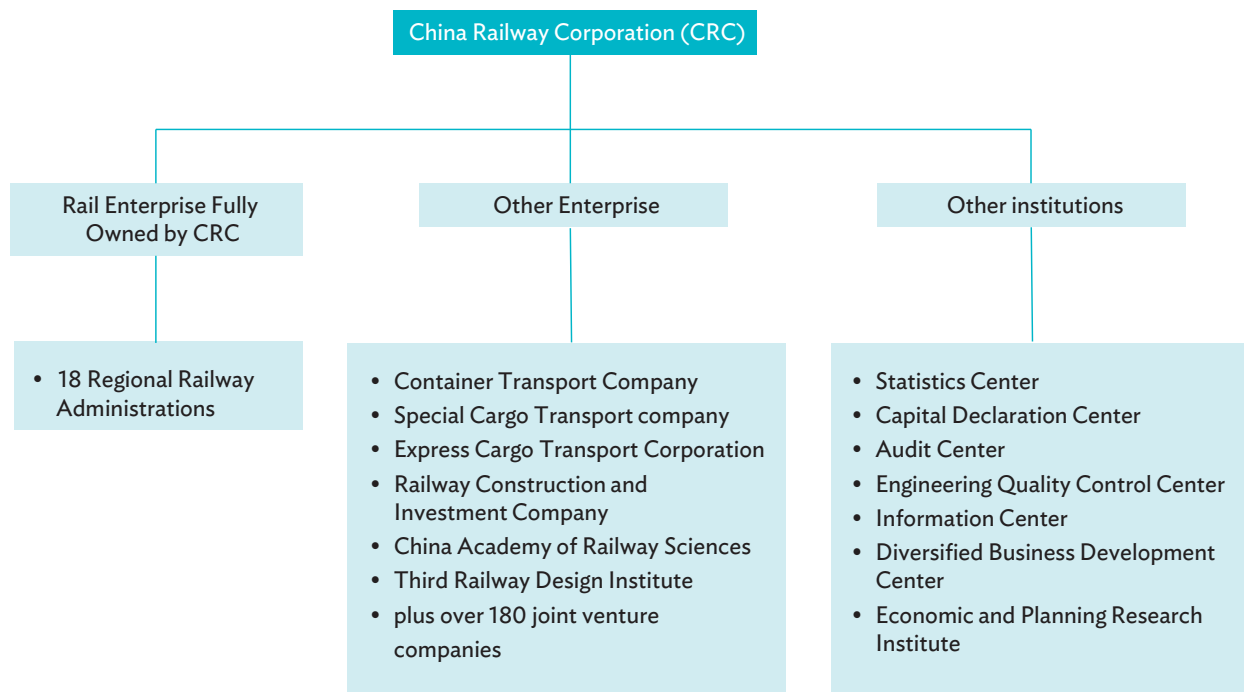 China Railway Corporation (CRC)
Rail Enterprise Fully
Owned by CRC
Other Enterprise
Other institutions
• 18 Regional Railway
Administrations
• Container Transport Company
• Special Cargo Transport company
• Express Cargo Transport Corporation
• Railway Construction and
Investment Company
• China Academy of Railway Sciences
• Third Railway Design Institute
• plus over 180 joint venture
companies
• Statistics Center
• Capital Declaration Center
• Audit Center
• Engineering Quality Control Center
• Information Center
• Diversified Business Development
Center
• Economic and Planning Research
Institute